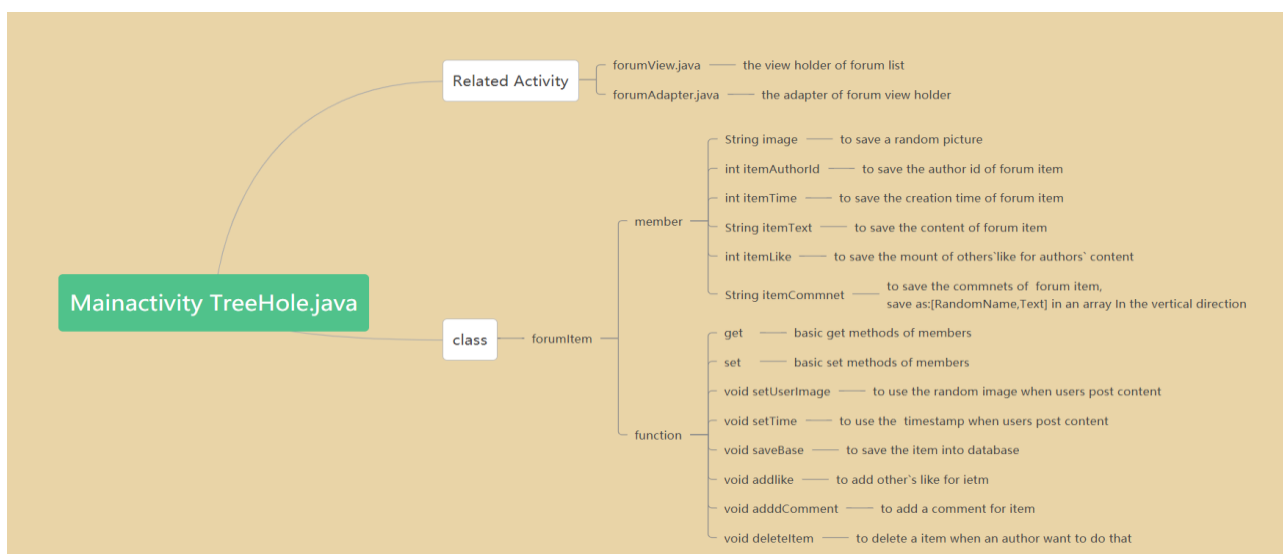 Mainactivity TreeHole.java
Related Activity
forumView.java
the view holder of forum list
forumAdapter.java
the adapter of forum view holder
class
forumItem
member
String image
to save a random picture
int itemAuthorId
to save the author id of forum item
int itemTime
to save the creation time of forum item
String itemText
to save the content of forum item
int itemLike
to save the mount of others`like for authors` content
String itemCommnet
to save the commnets of forum item,
save as:[RandomName,Text] in an array In the vertical direction
function
get
basic get methods of members
set
basic set methods of members
void setUserImage
to use the random image when users post content
void setTime
to use the timestamp when users post content
void saveBase
to save the item into database
void addlike
to add other`s like for ietm
void adddComment
to add a comment for item
void deleteItem
to delete a item when an author want to do that